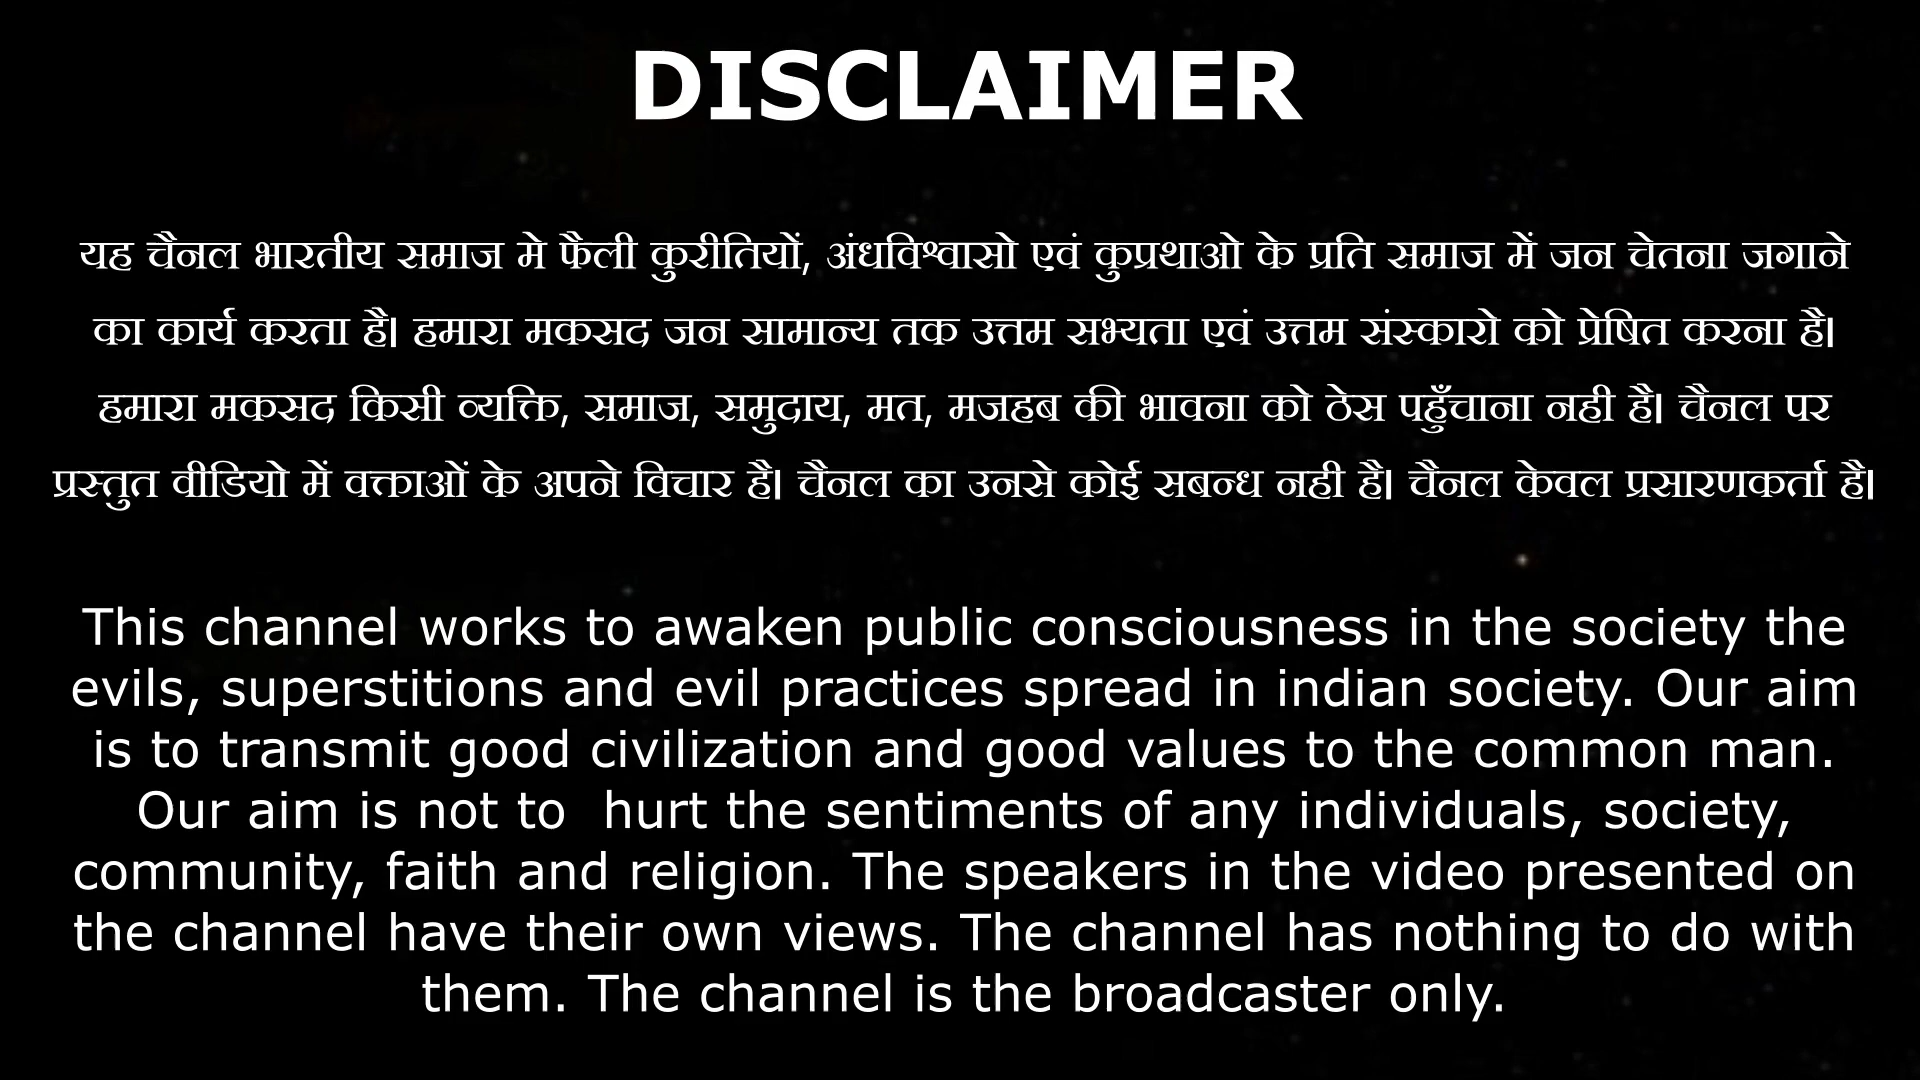 DISCLAIMER
यह चैनल भारतीय समाज मे फैली कुरीतियों, अंधविश्वासो एवं कुप्रथाओ के प्रति समाज में जन चेतना जगाने
का कार्य करता है। हमारा मकसद जन सामान्य तक उत्तम सभ्यता एवं उत्तम संस्कारो को प्रेषित करना है।
हमारा मकसद किसी व्यक्ति, समाज, समुदाय, मत, मजहब की भावना को ठेस पहुँचाना नही है। चैनल पर
प्रस्तुत वीडियो में वक्ताओं के अपने विचार है। चैनल का उनसे कोई सबन्ध नही है। चैनल केवल प्रसारणकर्ता है।
This channel works to awaken public consciousness in the society the
evils, superstitions and evil practices spread in indian society. Our aim
is to transmit good civilization and good values to the common man.
Our aim is not to  hurt the sentiments of any individuals, society,
community, faith and religion. The speakers in the video presented on
the channel have their own views. The channel has nothing to do with
them. The channel is the broadcaster only.